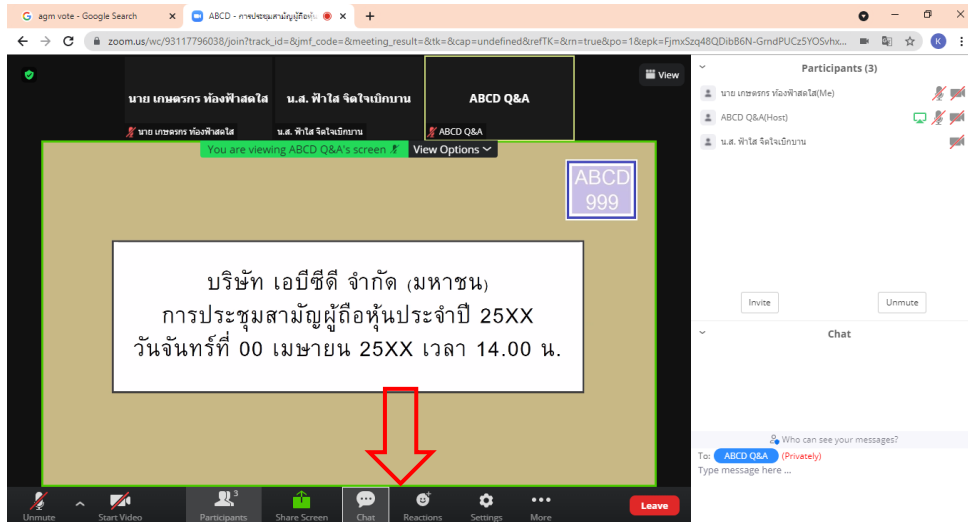 agm vote - Google Search
ABCD - การประชุมสามัญผู้ถือหุ้น
zoom.us/wc/93117796038/join?track_id=&jmf_code=&meeting_result=&tk=&cap=undefined&refTK=&rn=true&po=1&epk=FjmxSzq48QDibB6N-GrndPUCz5YOSvhx...
K
นาย เกษตรกร ท้องฟ้าสดใส
น.ส. ฟ้าใส จิตใจเบิกบาน
ABCD Q&A
View
นาย เกษตรกร ท้องฟ้าสดใส
น.ส. ฟ้าใส จิตใจเบิกบาน
ABCD Q&A
You are viewing ABCD Q&A's screen
View Options
ABCD
999
บริษัท เอบีซีดี จำกัด (มหาชน)
การประชุมสามัญผู้ถือหุ้นประจำปี 25XX
วันจันทร์ที่ 00 เมษายน 25XX เวลา 14.00 น.
Unmute
Start Video
Participants
3
Share Screen
Chat
Reactions
Settings
More
Leave
Participants (3)
นาย เกษตรกร ท้องฟ้าสดใส(Me)
ABCD Q&A(Host)
น.ส. ฟ้าใส จิตใจเบิกบาน
Invite
Unmute
Chat
Who can see your messages?
To: ABCD Q&A (Privately)
Type message here ...